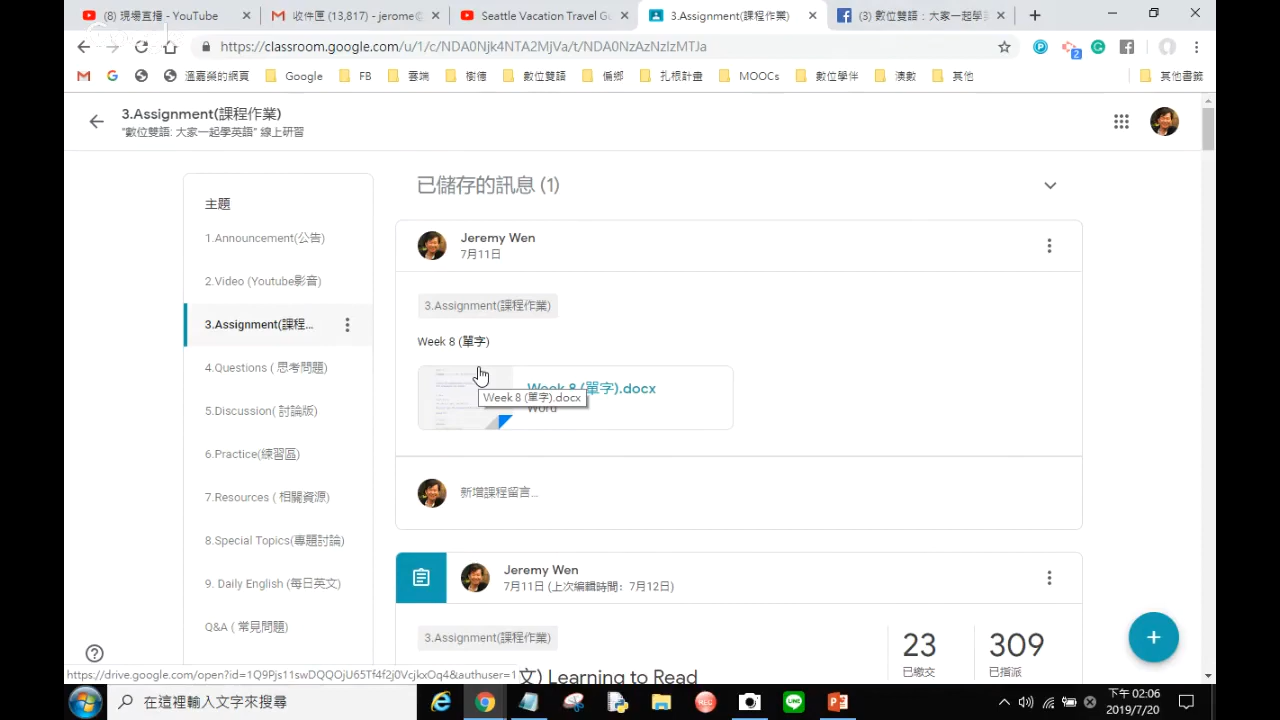 (8) 現場直播 - YouTube
收件匣 (13,817) - jerome@
Seattle Vacation Travel Gu
3.Assignment(課程作業)
(3) 數位雙語：大家一起學英
https://classroom.google.com/u/1/c/NDA0Njk4NTA2MjVa/t/NDA0NzAzNzIzMTJa
溫嘉榮的網頁
Google
FB
雲端
樹德
數位雙語
偏鄉
扎根計畫
MOOCs
數位學伴
澳數
其他
其他書籤
3.Assignment(課程作業)
"數位雙語: 大家一起學英語" 線上研習
主題
1.Announcement(公告)
2.Video (Youtube影音)
3.Assignment(課程...
4.Questions ( 思考問題)
5.Discussion( 討論版)
6.Practice(練習區)
7.Resources ( 相關資源)
8.Special Topics(專題討論)
9. Daily English (每日英文)
Q&A ( 常見問題)
已儲存的訊息 (1)
Jeremy Wen
7月11日
3.Assignment(課程作業)
Week 8 (單字)
Week 8 (單字).docx
Word
Week 8 (單字).docx
新增課程留言...
Jeremy Wen
7月11日 (上次編輯時間：7月12日)
3.Assignment(課程作業)
23
已繳交
309
已指派
文) Learning to Read
https://drive.google.com/open?id=1Q9Pjs11swDQQOjU65Tf4f2j0VcjkxOq4&authuser=1
在這裡輸入文字來搜尋
下午 02:06
2019/7/20